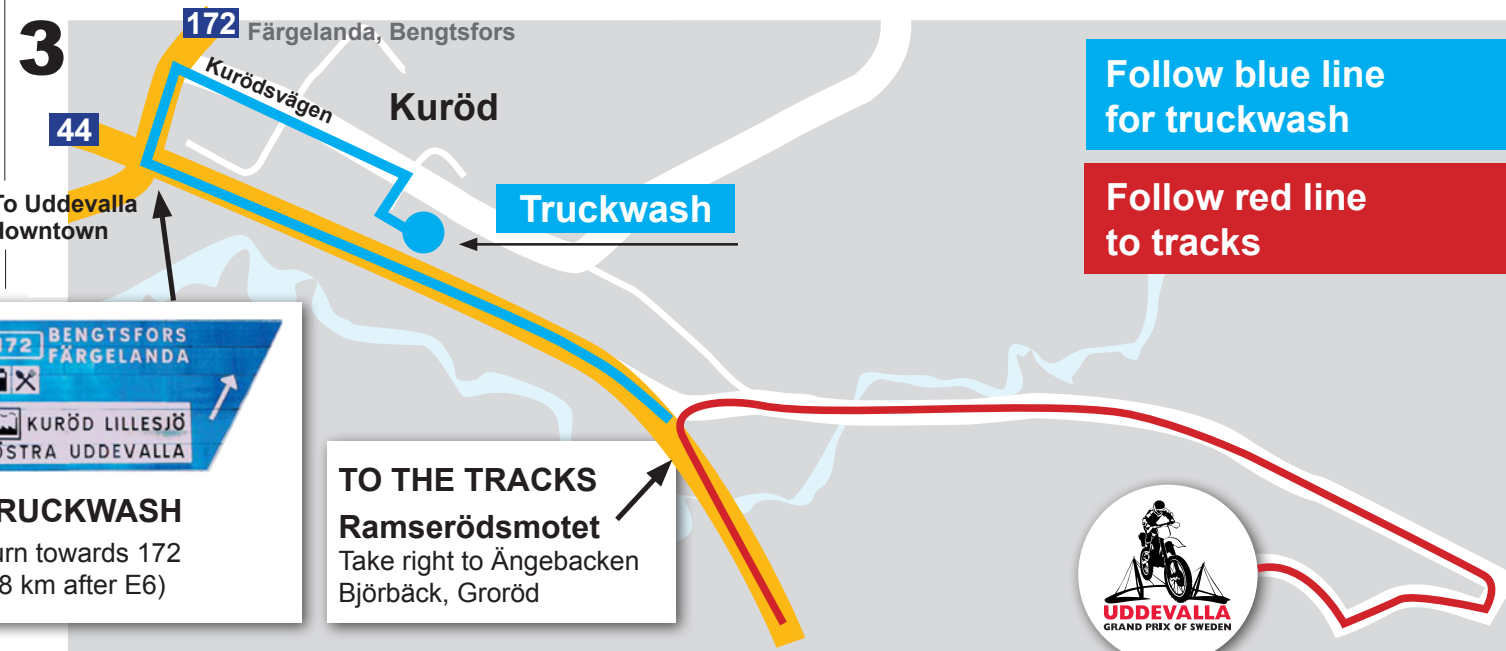 3
172 Färgelanda, Bengtsfors
Kurödsvägen
Kuröd
44
Follow blue line
for truckwash
Truckwash
Follow red line
to tracks
To Uddevalla
downtown
172 BENGTSFORS
FÄRGELANDA
KURÖD LILLESJÖ
ÖSTRA UDDEVALLA
RUCKWASH
urn towards 172
8 km after E6)
TO THE TRACKS
Ramserödsmotet
Take right to Ängebacken
Björbäck, Groröd
UDDEVALLA
GRAND PRIX OF SWEDEN